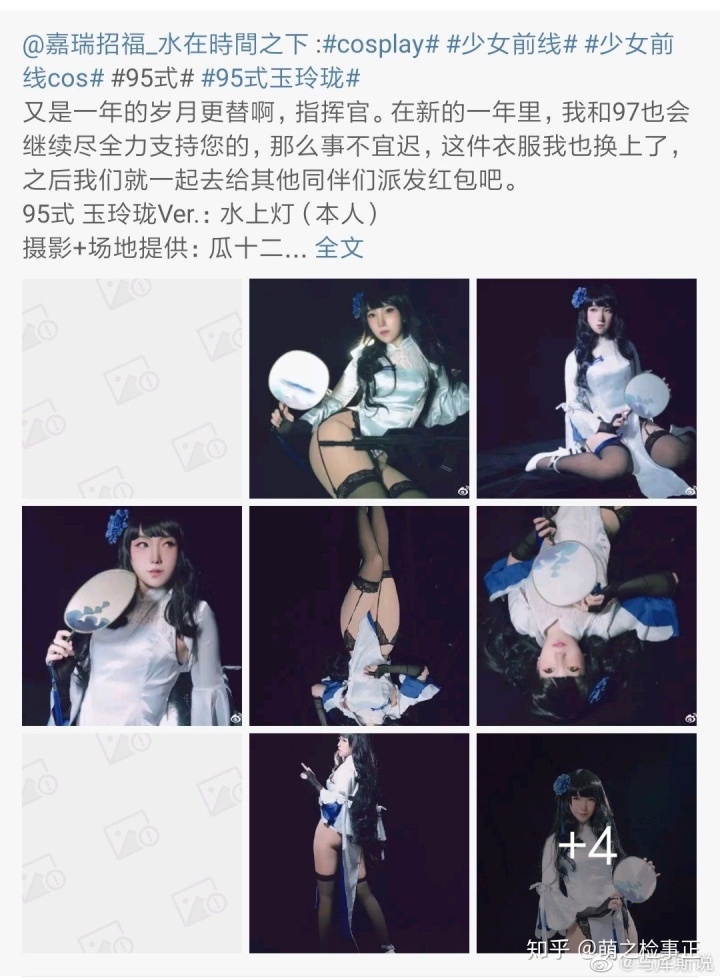 @嘉瑞招福_水在時間之下 :#cosplay# #少女前线# #少女前
线cos# #95式# #95式玉玲珑#
又是一年的岁月更替啊，指挥官。在新的一年里，我和97也会
继续尽全力支持您的，那么事不宜迟，这件衣服我也换上了，
之后我们就一起去给其他同伴们派发红包吧。
95式 玉玲珑Ver.：水上灯（本人）
摄影+场地提供：瓜十二... 全文
+4
知乎 @萌之检事正